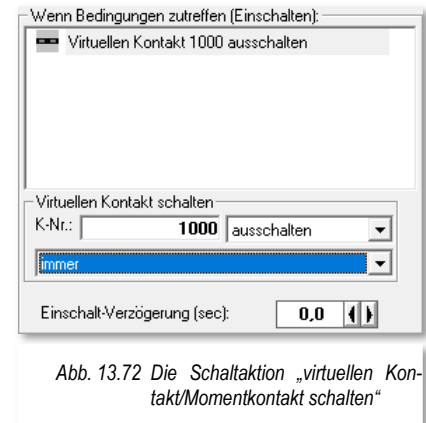 Wenn Bedingungen zutreffen (Einschalten):
Virtuellen Kontakt 1000 ausschalten
Virtuellen Kontakt schalten
K-Nr.: 1000 ausschalten
immer
Einschalt-Verzögerung (sec): 0,0
Abb. 13.72 Die Schaltaktion „virtuellen Kon-
takt/Momentkontakt schalten“